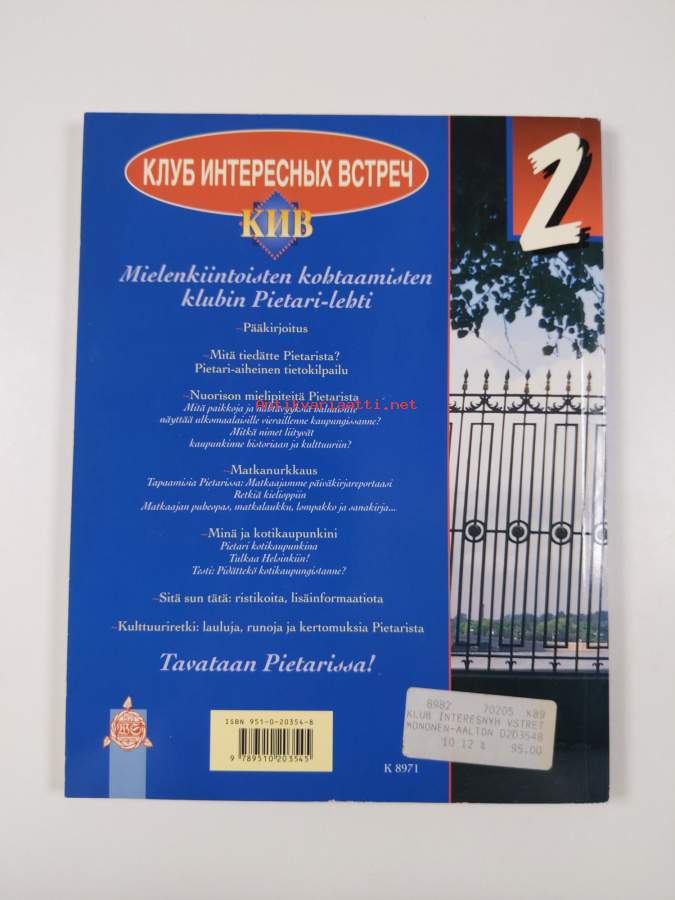 КЛУБ ИНТЕРЕСНЫХ ВСТРЕЧ
КИВ
2
Mielenkiintoisten kohtaamisten
klubin Pietari-lehti
–Pääkirjoitus
–Mitä tiedätte Pietarista?
Pietari-aiheinen tietokilpailu
–Nuorison mielipiteitä Pietarista
Mitä paikkoja ja
antikvariaatti.net
näyttää ulkomaalaisille vieraillenne kaupungissanne?
Mitkä nimet liityvät
kaupunkinne historiaan ja kulttuuriin?
–Matkanurkkaus
Tapaamisia Pietarissa: Matkaajamme päiväkirjareportaasi
Retkiä kielioppiin
Matkaajan puheopas, matkalaukku, lompakko ja sanakirja...
–Minä ja kotikaupunkini
Pietari kotikaupunkina
Tulkaa Helsinkiin!
Testi: Pidättekö kotikaupungistanne?
–Sitä sun tätä: ristikoita, lisäinformaatiota
–Kulttuuriretki: lauluja, runoja ja kertomuksia Pietarista
Tavataan Pietarissa!
ISBN 951-0-20354-8
9 789510 203545
K 8971
8982 70205 K89
KLUB INTERESNYH VSTRET
MONONEN-AALTON 0203548
10 12 % 95.00